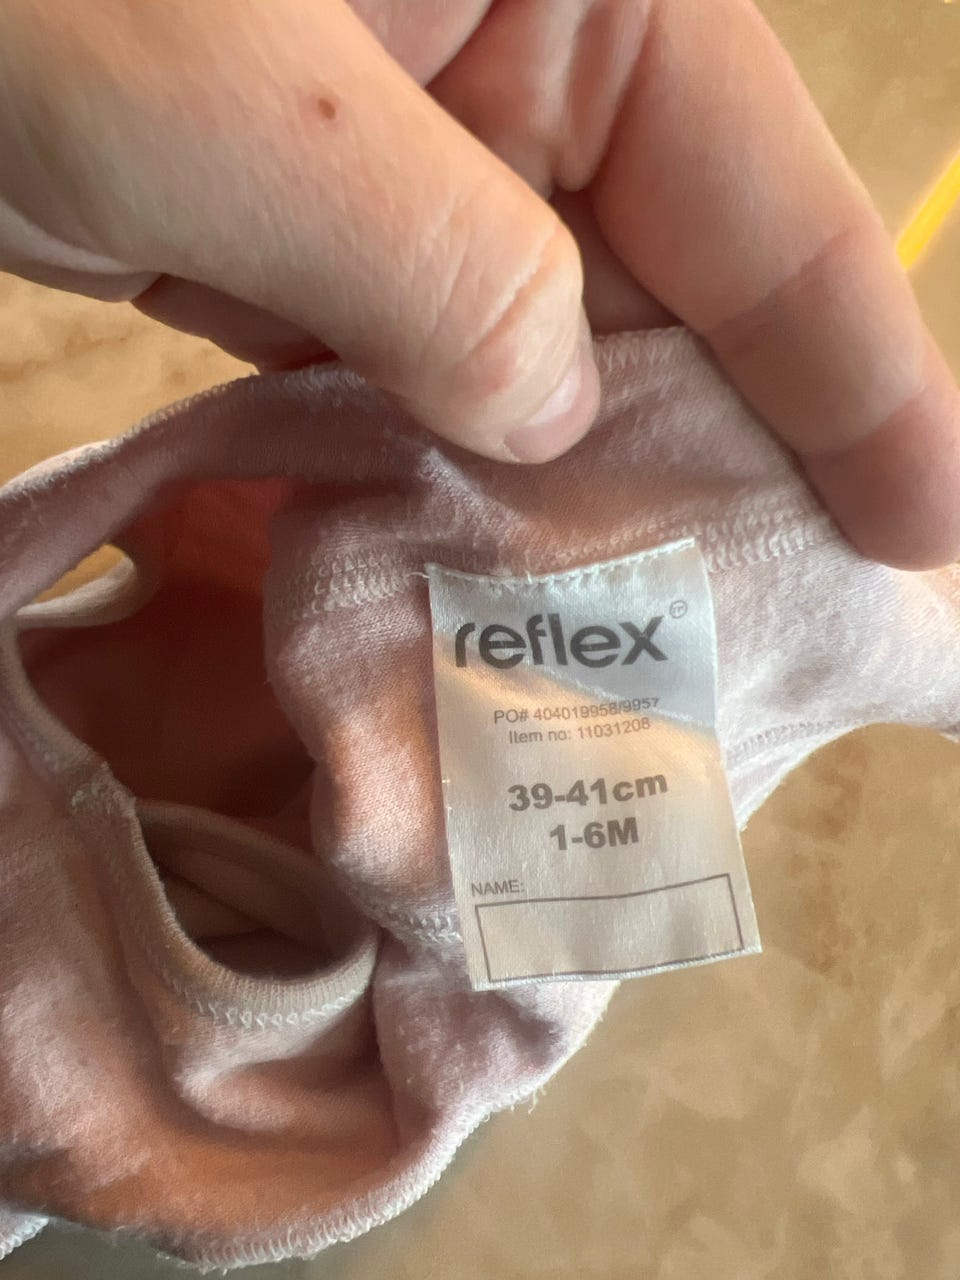 reflex
PO# 404019958/9957
Item no: 11031208
39-41cm
1-6M
NAME: